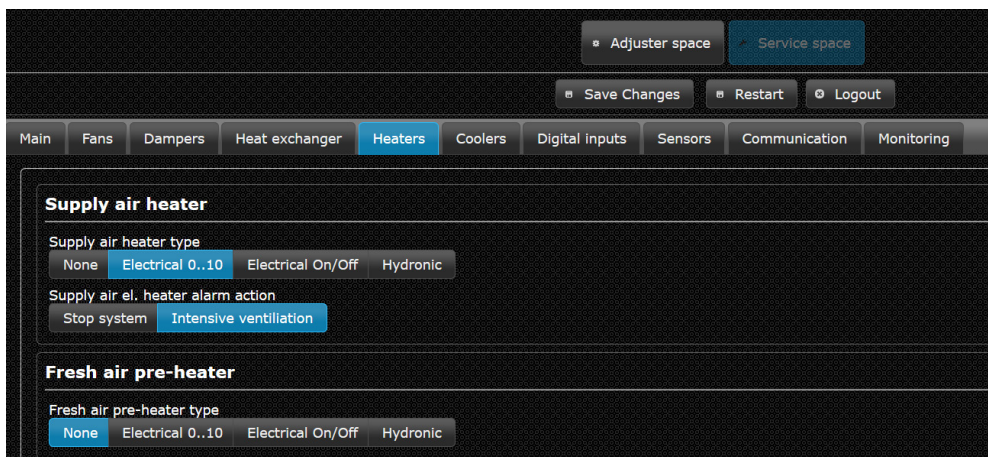 Adjuster space Service space
Save Changes Restart Logout
Main Fans Dampers Heat exchanger Heaters Coolers Digital inputs Sensors Communication Monitoring
Supply air heater
Supply air heater type
None Electrical 0..10 Electrical On/Off Hydronic
Supply air el. heater alarm action
Stop system Intensive ventiliation
Fresh air pre-heater
Fresh air pre-heater type
None Electrical 0..10 Electrical On/Off Hydronic